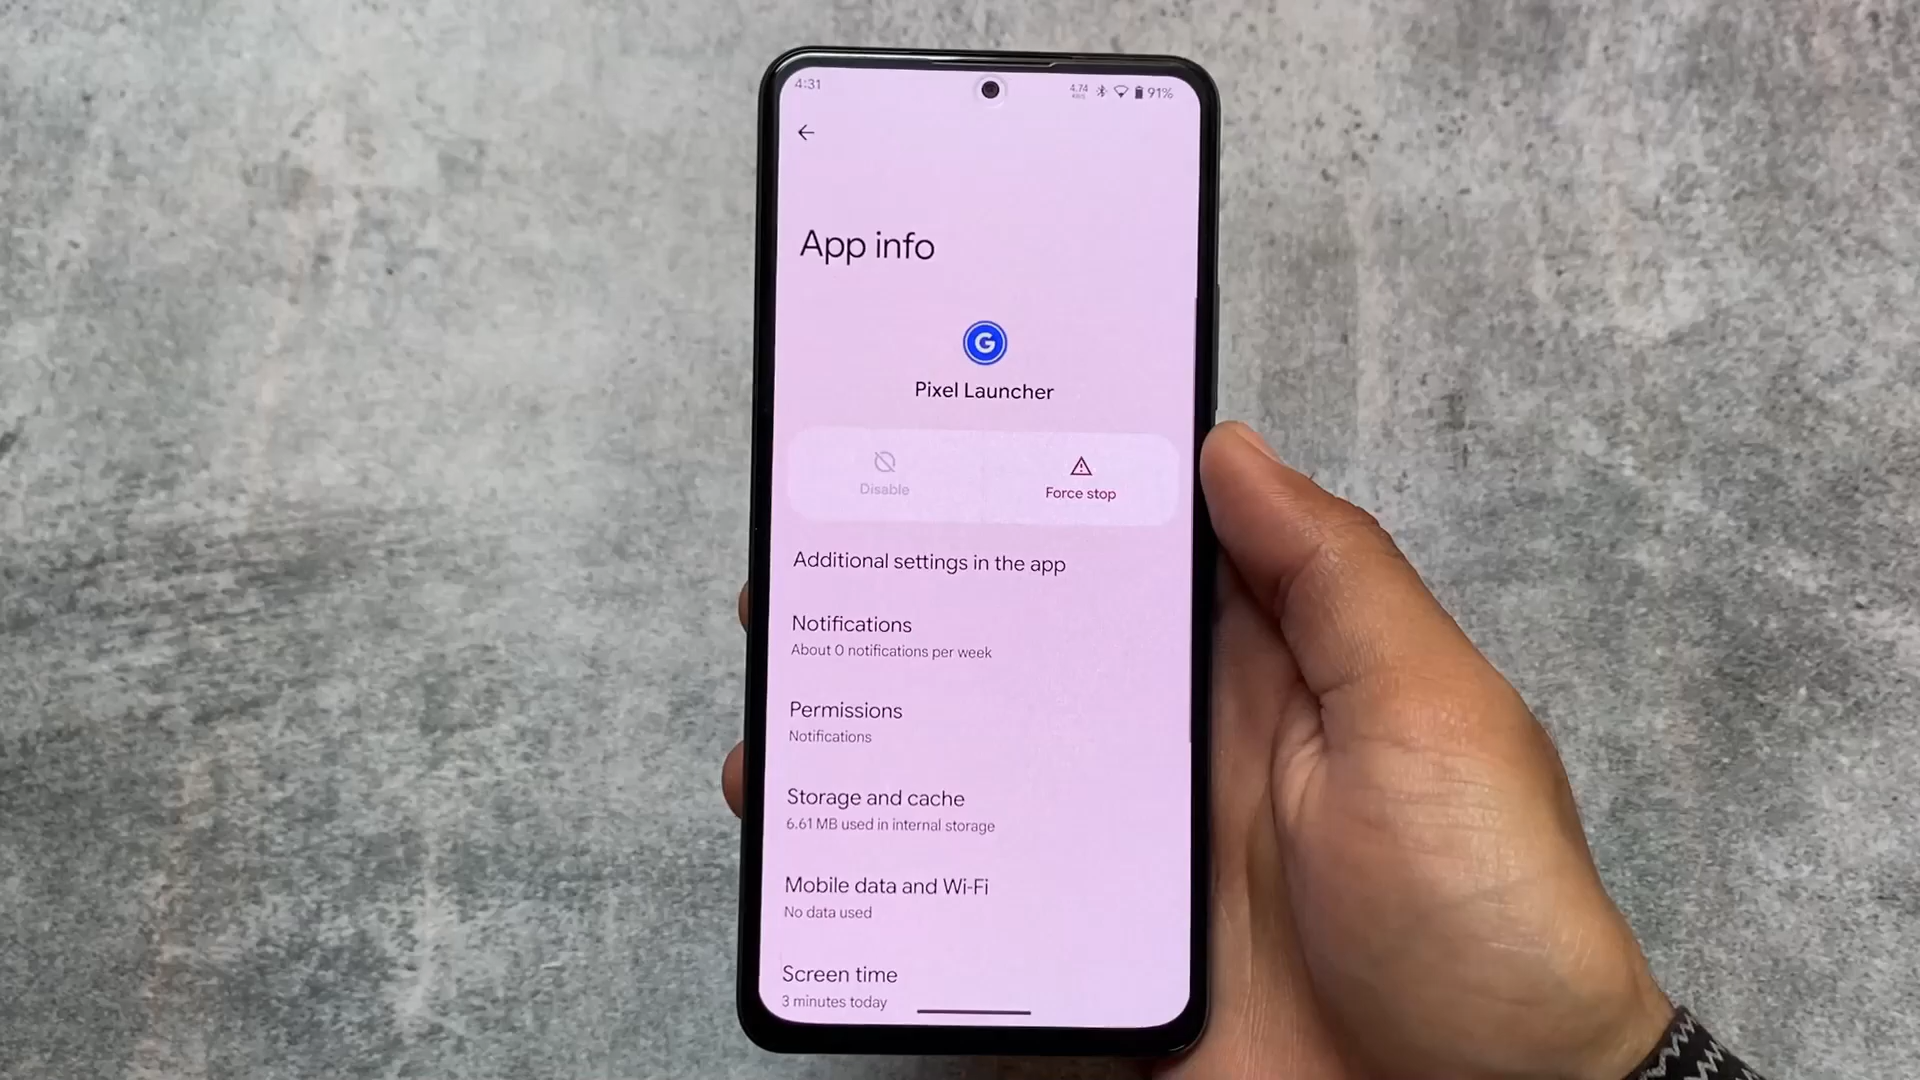 4:31
4.74
91%
App info
G
Pixel Launcher
Disable
Force stop
Additional settings in the app
Notifications
About 0 notifications per week
Permissions
Notifications
Storage and cache
6.61 MB used in internal storage
Mobile data and Wi-Fi
No data used
Screen time
3 minutes today